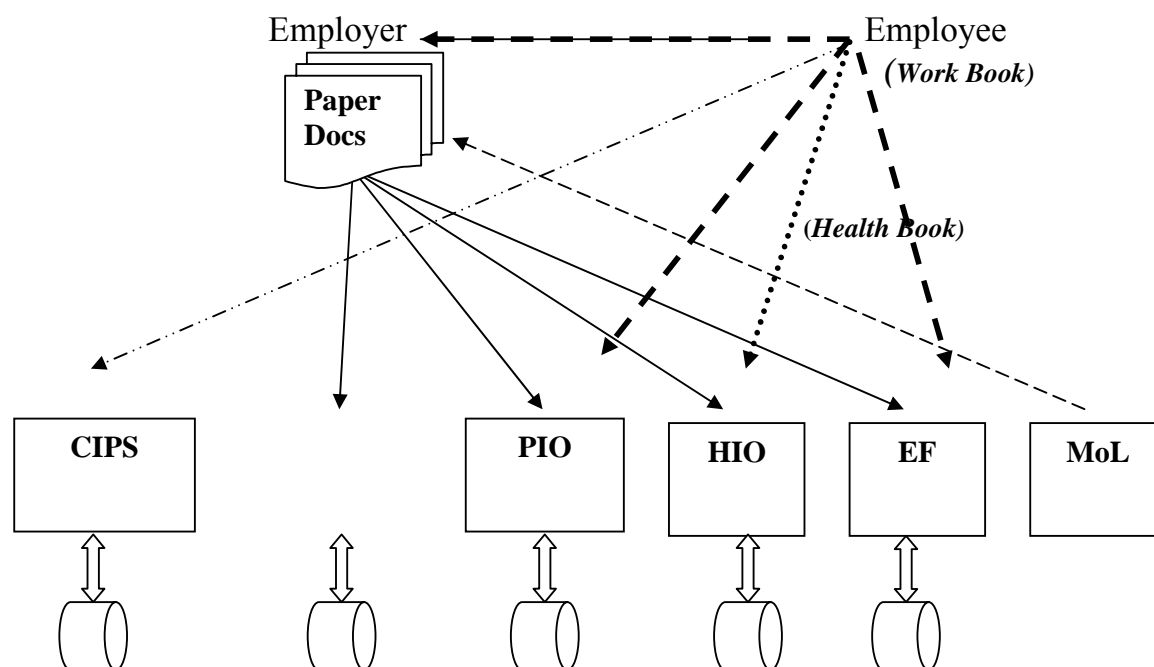 Employer
Employee
(Work Book)
Paper
Docs
(Health Book)
CIPS
PIO
HIO
EF
MoL